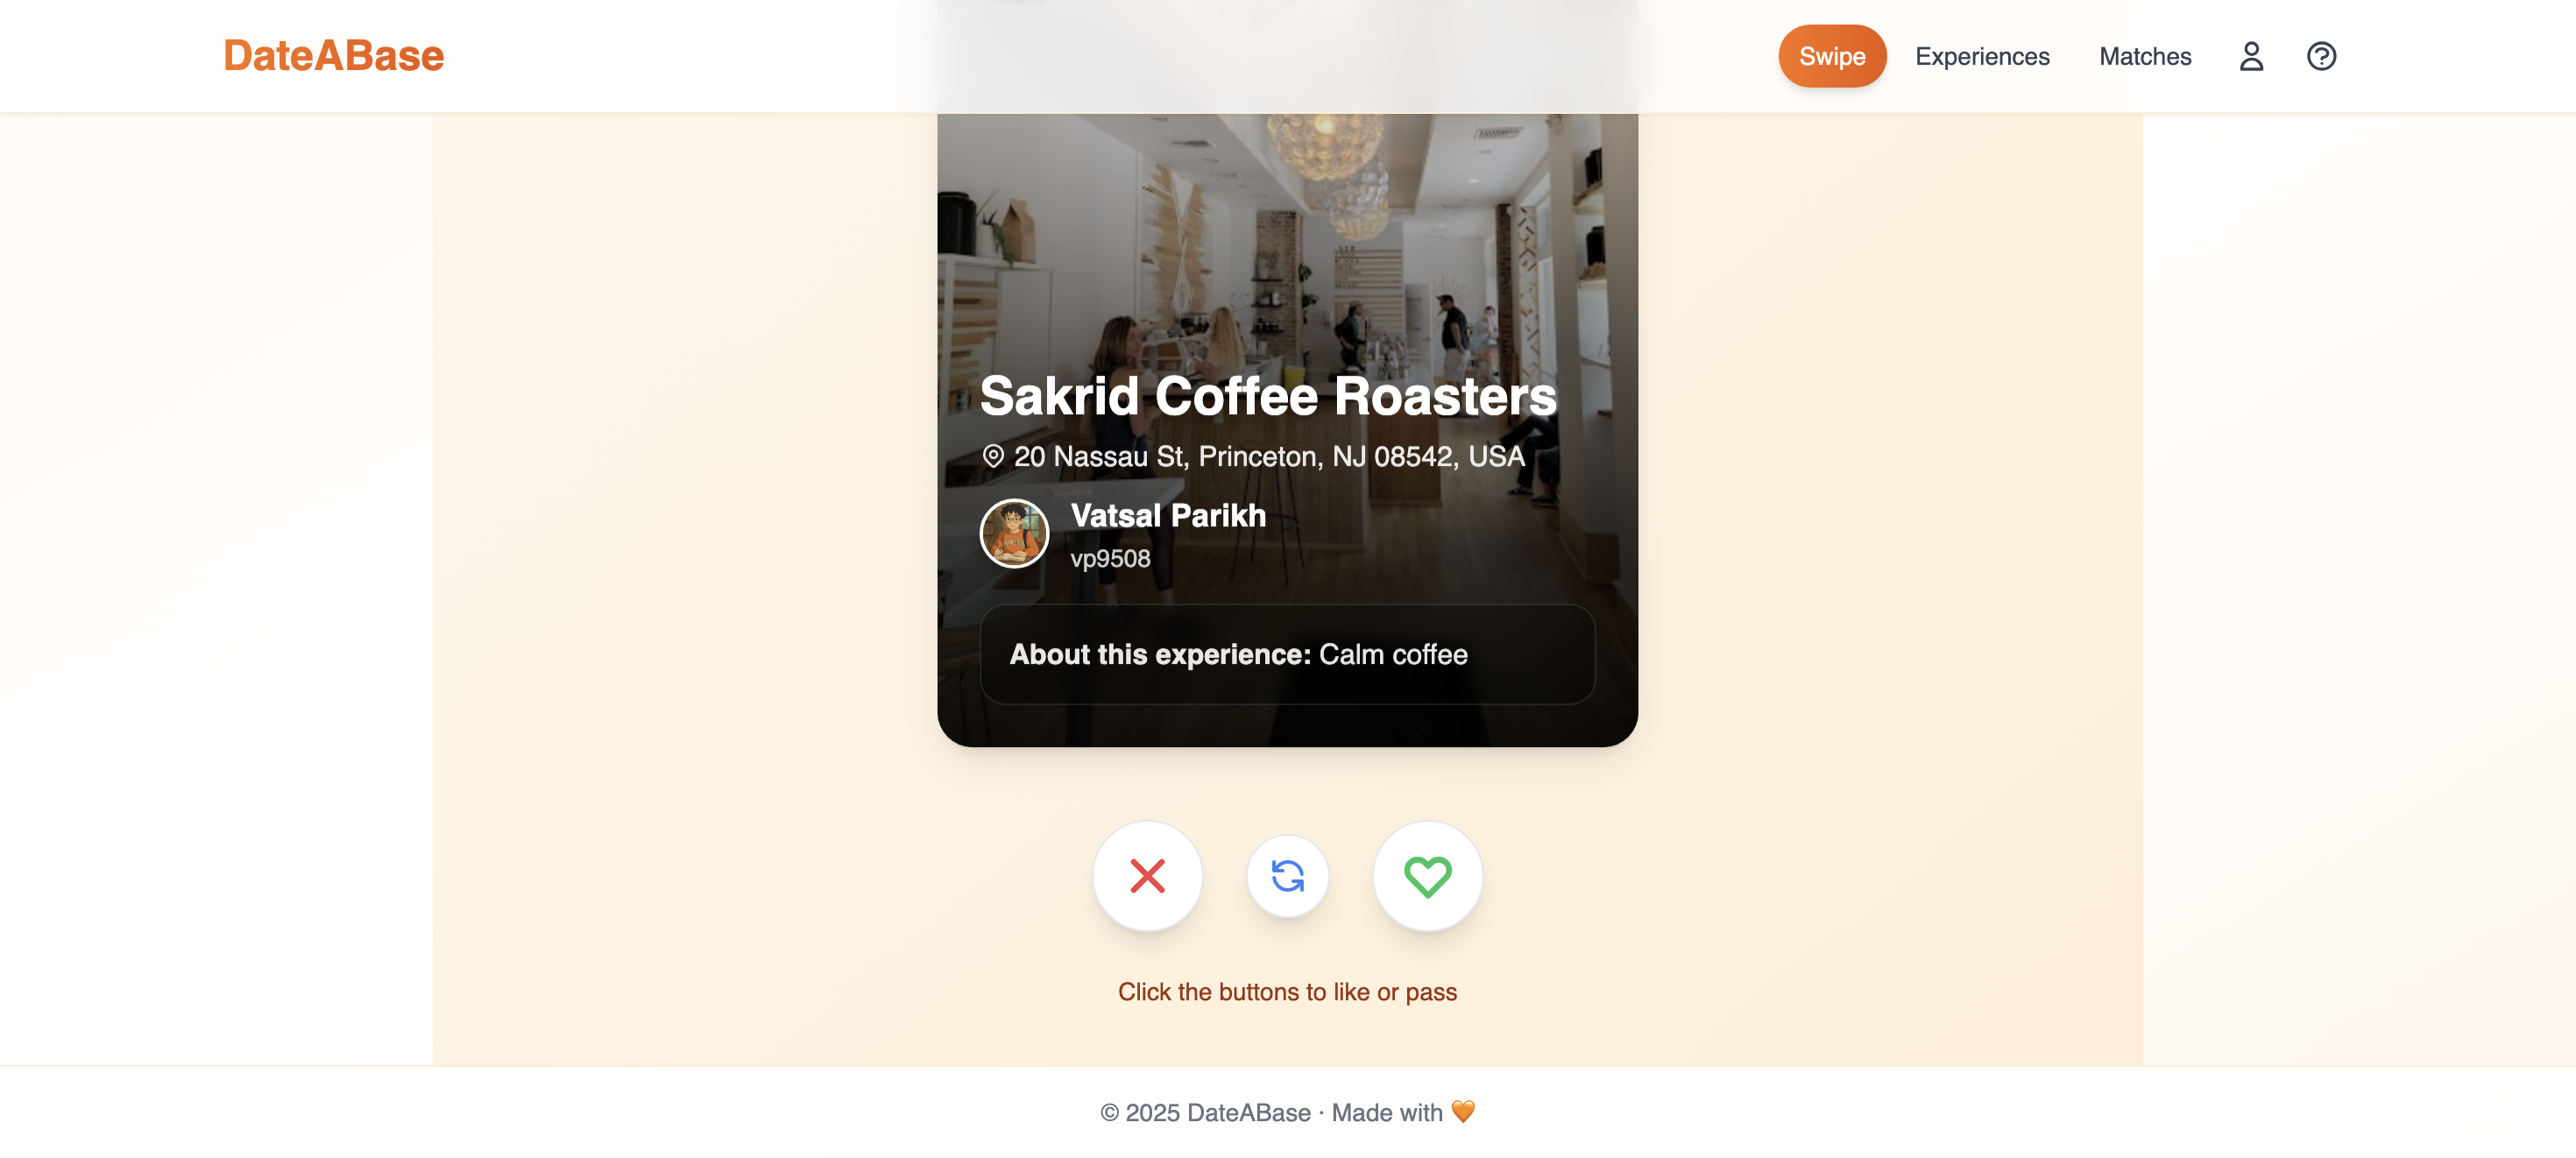 DateABase
Swipe
Experiences
Matches
Sakrid Coffee Roasters
20 Nassau St, Princeton, NJ 08542, USA
Vatsal Parikh
vp9508
About this experience: Calm coffee
Click the buttons to like or pass
© 2025 DateABase · Made with 🧡